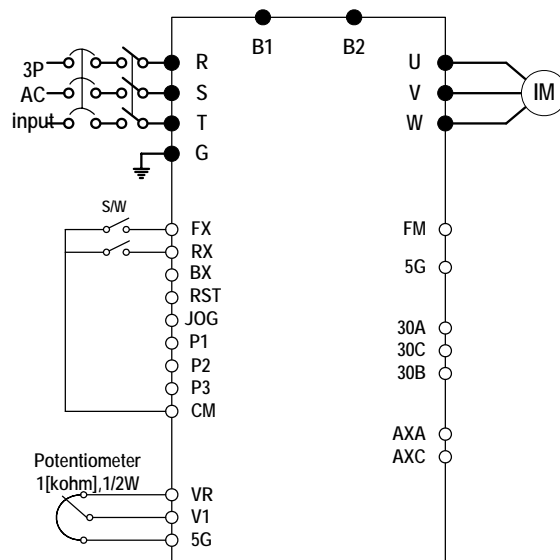 B1 B2
3P R U
AC S V IM
input T W
G
S/W
FX FM
RX
BX 5G
RST
JOG
P1 30A
P2 30C
P3 30B
CM
AXA
AXC
Potentiometer
1[kohm],1/2W
VR
V1
5G